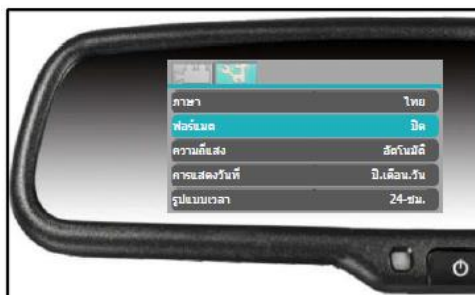 ภาษา ไทย
ฟอร์แมต ปิด
ความถี่แสง อัตโนมัติ
การแสดงวันที่ ปี.เดือน.วัน
รูปแบบเวลา 24-ชม.